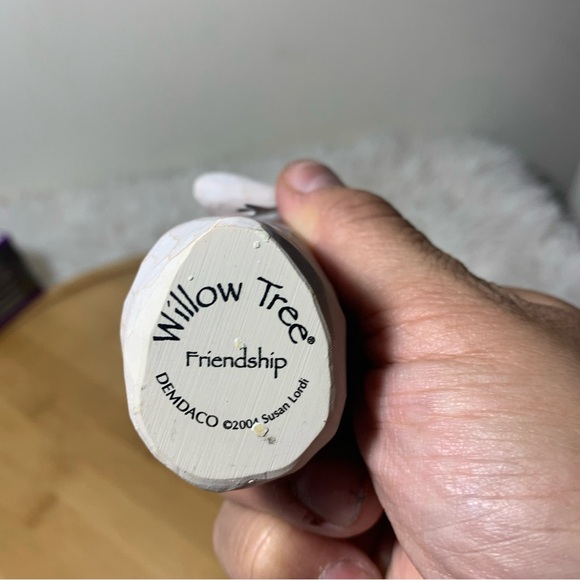 Willow Tree®
Friendship
DEMDACO ©2004 Susan Lordi